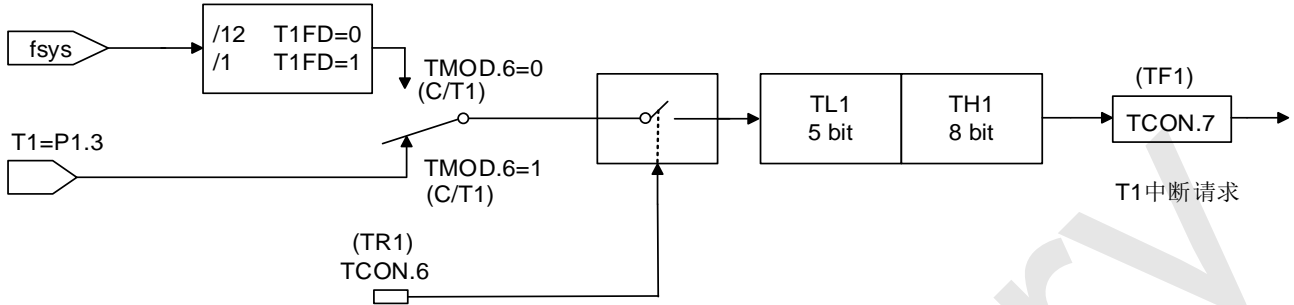 fsys
/12 T1FD=0
/1 T1FD=1
TMOD.6=0
(C/T1)
T1=P1.3
TMOD.6=1
(C/T1)
(TR1)
TCON.6
TL1
5 bit
TH1
8 bit
(TF1)
TCON.7
T1中断请求